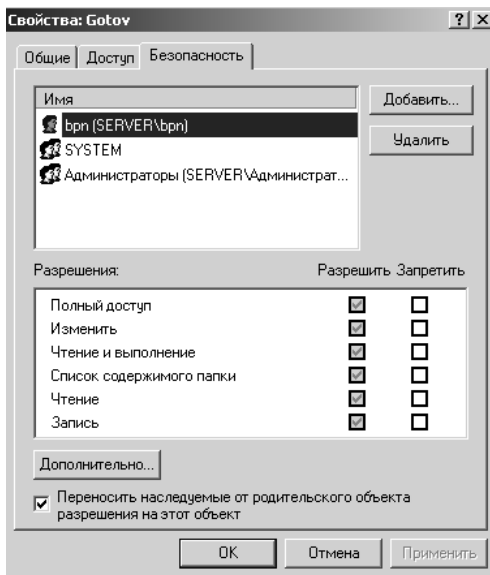 Свойства: Gotov
Общие Доступ Безопасность
Имя
bpn (SERVER\bpn)
SYSTEM
Администраторы (SERVER\Администрат...
Добавить...
Удалить
Разрешения: Разрешить Запретить
Полный доступ
Изменить
Чтение и выполнение
Список содержимого папки
Чтение
Запись
Дополнительно...
Переносить наследуемые от родительского объекта
разрешения на этот объект
OK Отмена Применить